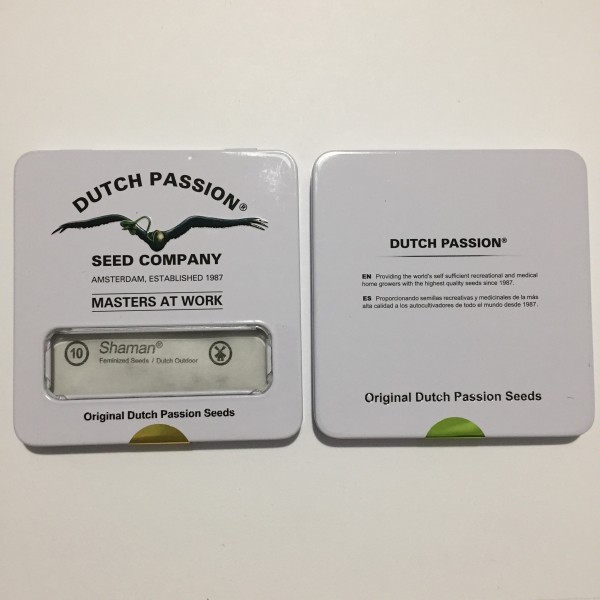 DUTCH PASSION®
SEED COMPANY
AMSTERDAM, ESTABLISHED 1987
MASTERS AT WORK
10
Shaman®
Feminized Seeds / Dutch Outdoor
Original Dutch Passion Seeds
DUTCH PASSION®
EN Providing the world's self sufficient recreational and medical
home growers with the highest quality seeds since 1987.
ES Proporcionando semillas recreativas y medicinales de la más
alta calidad a los autocultivadores de todo el mundo desde 1987.
Original Dutch Passion Seeds